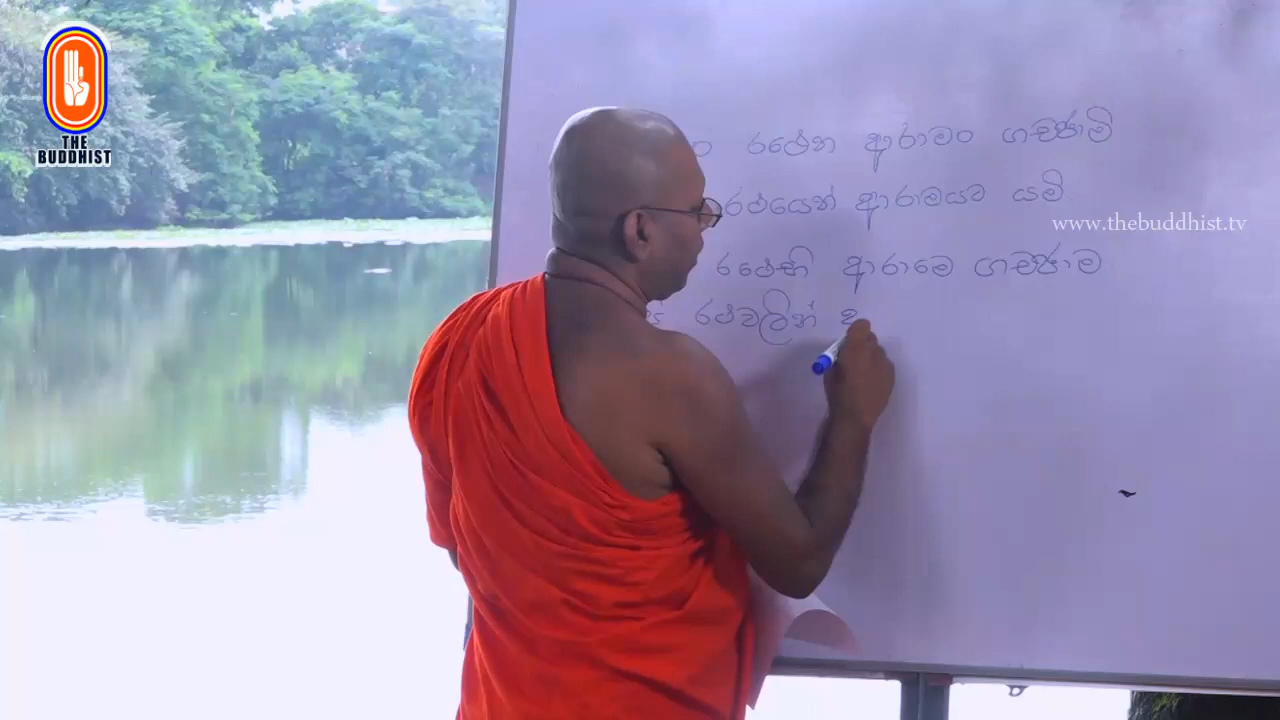 THE
BUDDHIST
රථෙන ආරාමං ගච්ඡාමි
රථයෙන් ආරාමයට යමි
www.thebuddhist.tv
රථෙහි ආරාමෙ ගච්ඡාම
රථවලින්